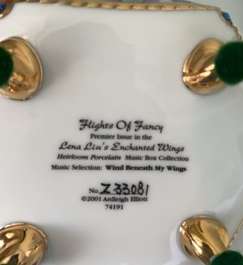 Flights Of Fancy
Premier Issue in the
Lena Liu's Enchanted Wings
Heirloom Porcelain Music Box Collection
Music Selection: Wind Beneath My Wings
No. Z 33081
©2001 Ardleigh Elliott
74191